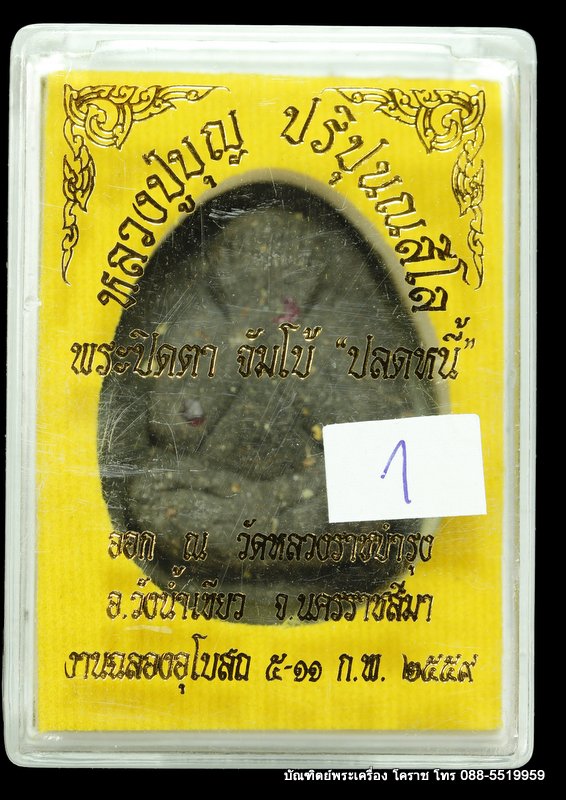 หลวงปู่บุญ ปริปุนณสีโล
พระปิดตา จัมโบ้ "ปลดหนี้"
1
ออก ณ วัดหลวงราชบำรุง
อ.วังน้ำเขียว จ.นครราชสีมา
งานฉลองอุโบสถ ๕-๑๑ ก.พ. ๒๕๕๙
บัณฑิตย์พระเครื่อง โคราช โทร 088-5519959